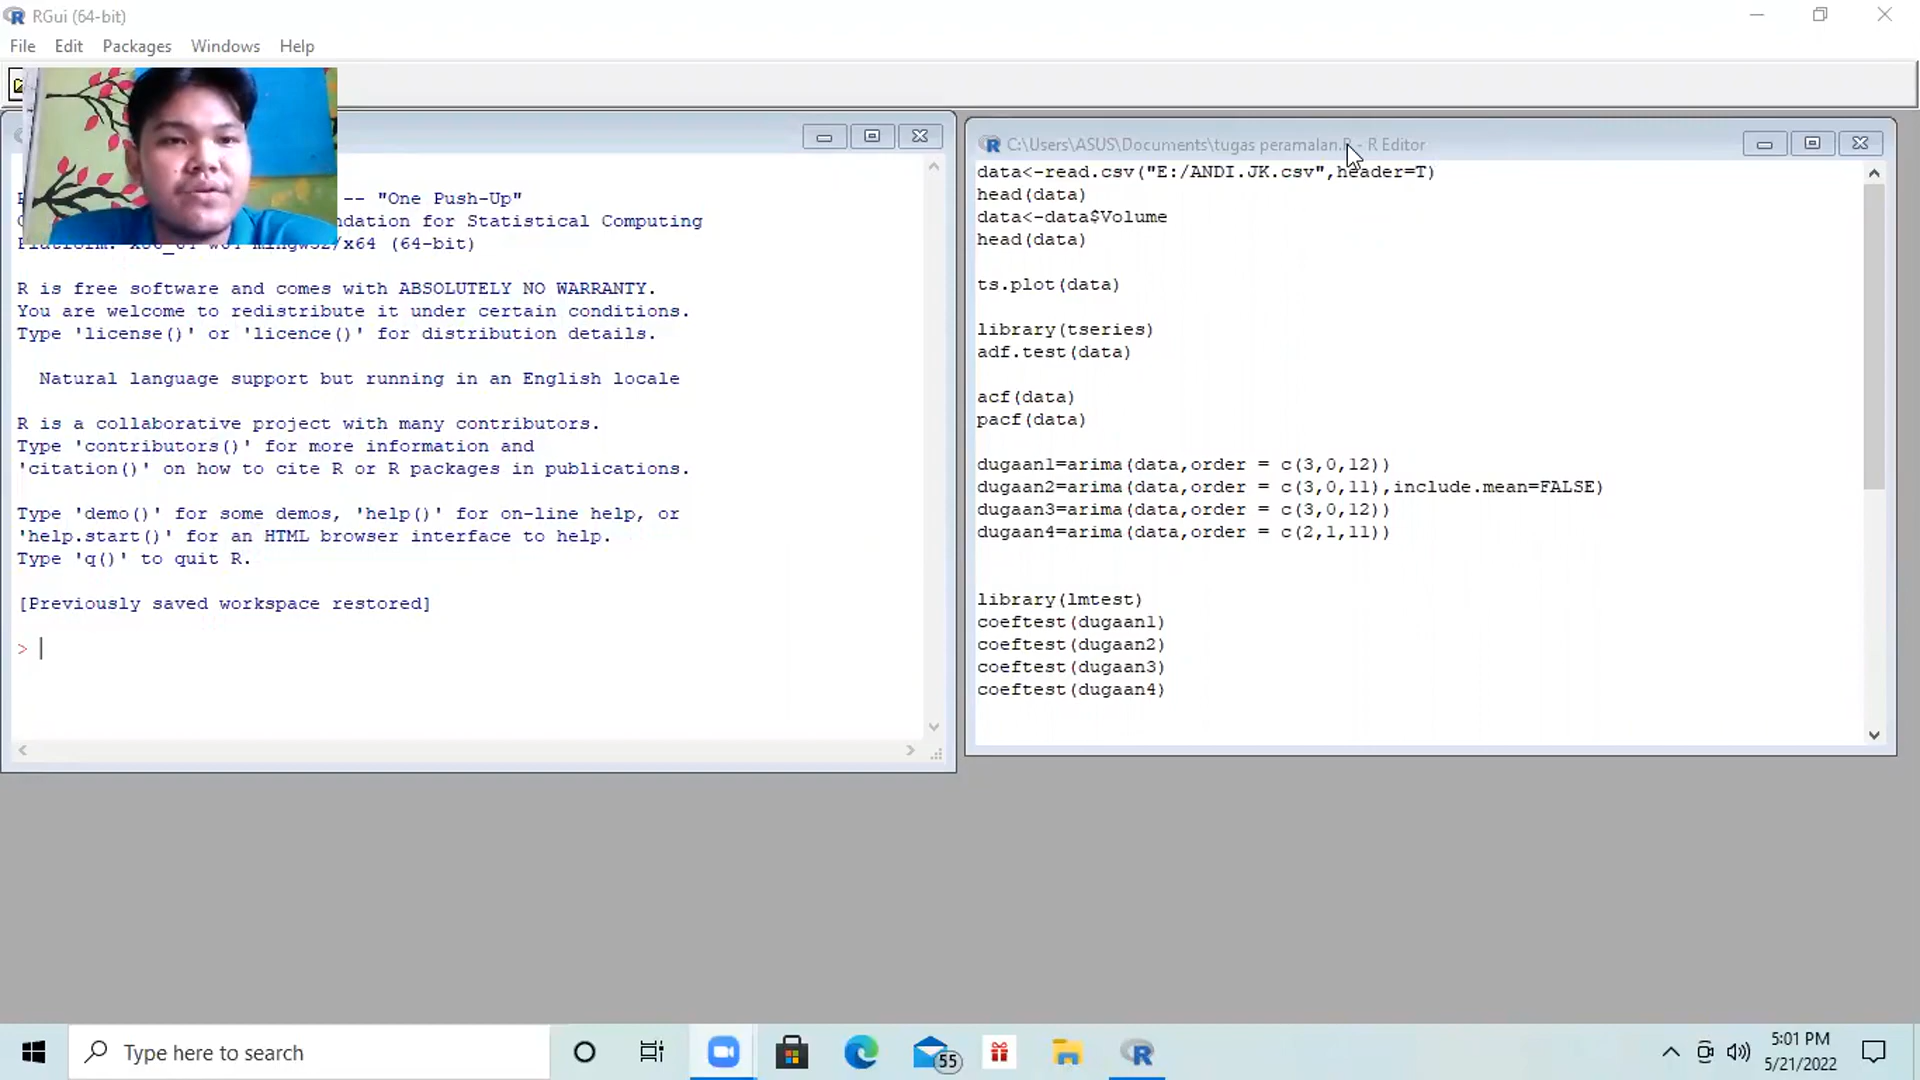 RGui (64-bit)
File Edit Packages Windows Help
-- "One Push-Up"
ndation for Statistical Computing
(64-bit)
R is free software and comes with ABSOLUTELY NO WARRANTY.
You are welcome to redistribute it under certain conditions.
Type 'license()' or 'licence()' for distribution details.
Natural language support but running in an English locale
R is a collaborative project with many contributors.
Type 'contributors()' for more information and
'citation()' on how to cite R or R packages in publications.
Type 'demo()' for some demos, 'help()' for on-line help, or
'help.start()' for an HTML browser interface to help.
Type 'q()' to quit R.
[Previously saved workspace restored]
>
C:\Users\ASUS\Documents\tugas peramalan.R - R Editor
data<-read.csv("E:/ANDI.JK.csv",header=T)
head(data)
data<-data$Volume
head(data)
ts.plot(data)
library(tseries)
adf.test(data)
acf(data)
pacf(data)
dugaan1=arima(data,order = c(3,0,12))
dugaan2=arima(data,order = c(3,0,11),include.mean=FALSE)
dugaan3=arima(data,order = c(3,0,12))
dugaan4=arima(data,order = c(2,1,11))
library(lmtest)
coeftest(dugaan1)
coeftest(dugaan2)
coeftest(dugaan3)
coeftest(dugaan4)
Type here to search
55
5:01 PM
5/21/2022